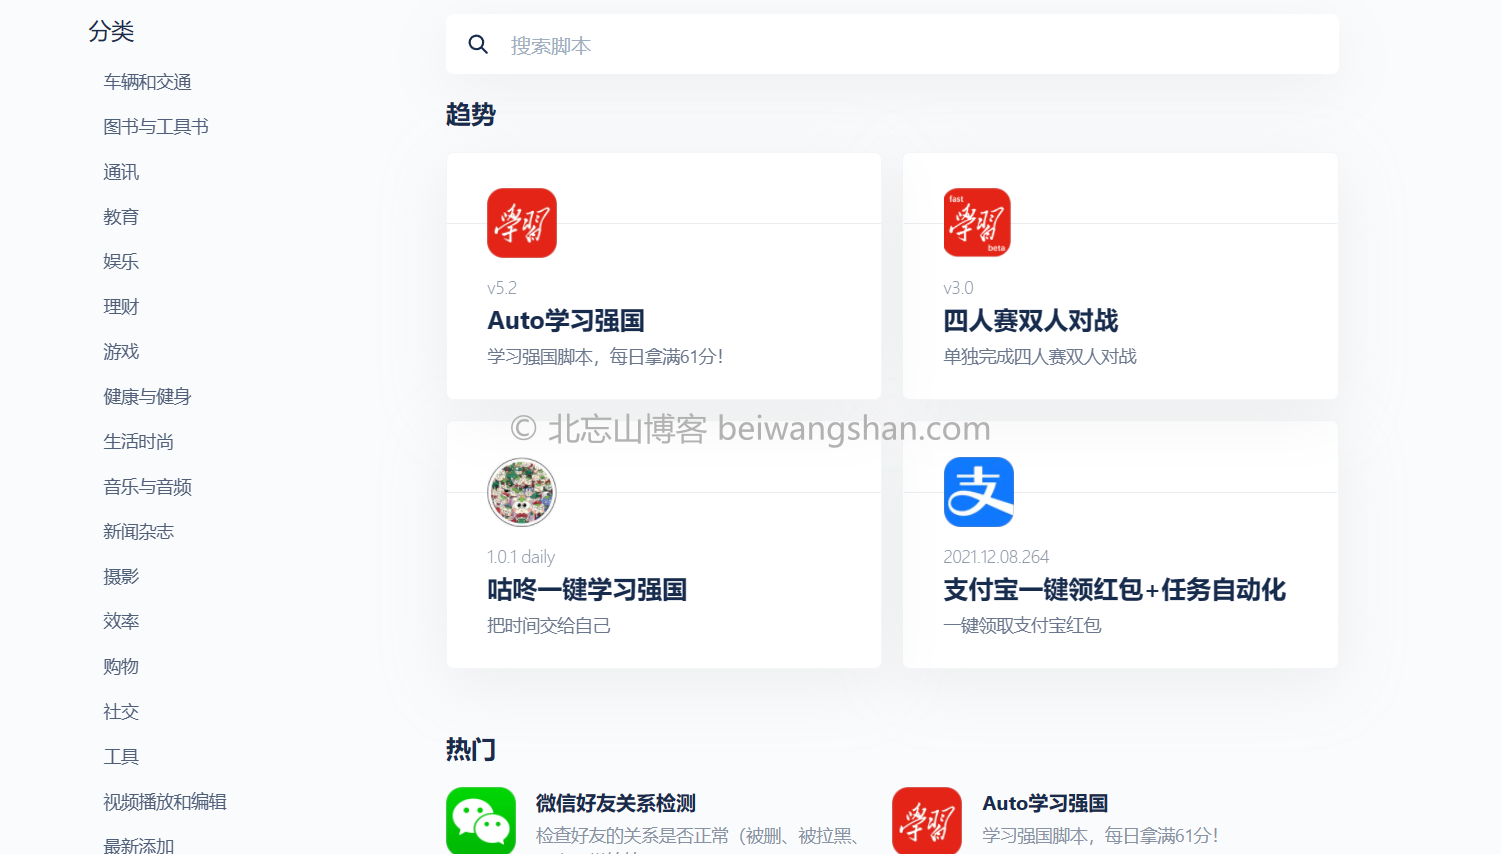 分类
车辆和交通
图书与工具书
通讯
教育
娱乐
理财
游戏
健康与健身
生活时尚
音乐与音频
新闻杂志
摄影
效率
购物
社交
工具
视频播放和编辑
最新添加
搜索脚本
趋势
學習
v5.2
Auto学习强国
学习强国脚本，每日拿满61分！
fast
學習
beta
v3.0
四人赛双人对战
单独完成四人赛双人对战
© 北忘山博客 beiwangshan.com
1.0.1 daily
咕咚一键学习强国
把时间交给自己
支
2021.12.08.264
支付宝一键领红包+任务自动化
一键领取支付宝红包
热门
微信好友关系检测
检查好友的关系是否正常（被删、被拉黑、
學習
Auto学习强国
学习强国脚本，每日拿满61分！